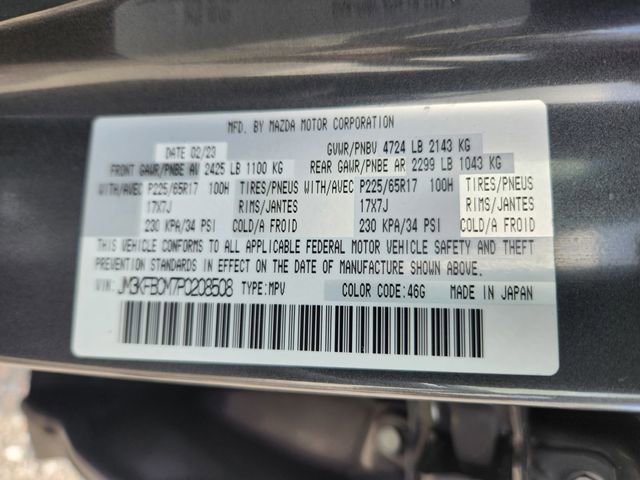 MFD. BY MAZDA MOTOR CORPORATION
DATE 02/23 GVWR/PNBV 4724 LB 2143 KG
FRONT GAWR/PNBE AV 2425 LB 1100 KG REAR GAWR/PNBE AR 2299 LB 1043 KG
WITH/AVEC P225/65R17 100H TIRES/PNEUS WITH/AVEC P225/65R17 100H TIRES/PNEUS
17X7J RIMS/JANTES 17X7J RIMS/JANTES
230 KPA/34 PSI COLD/A FROID 230 KPA/34 PSI COLD/A FROID
THIS VEHICLE CONFORMS TO ALL APPLICABLE FEDERAL MOTOR VEHICLE SAFETY AND THEFT
PREVENTION STANDARDS IN EFFECT ON THE DATE OF MANUFACTURE SHOWN ABOVE.
VIN: JM3KFBCM7P0208508 TYPE:MPV COLOR CODE:46G MADE IN JAPAN